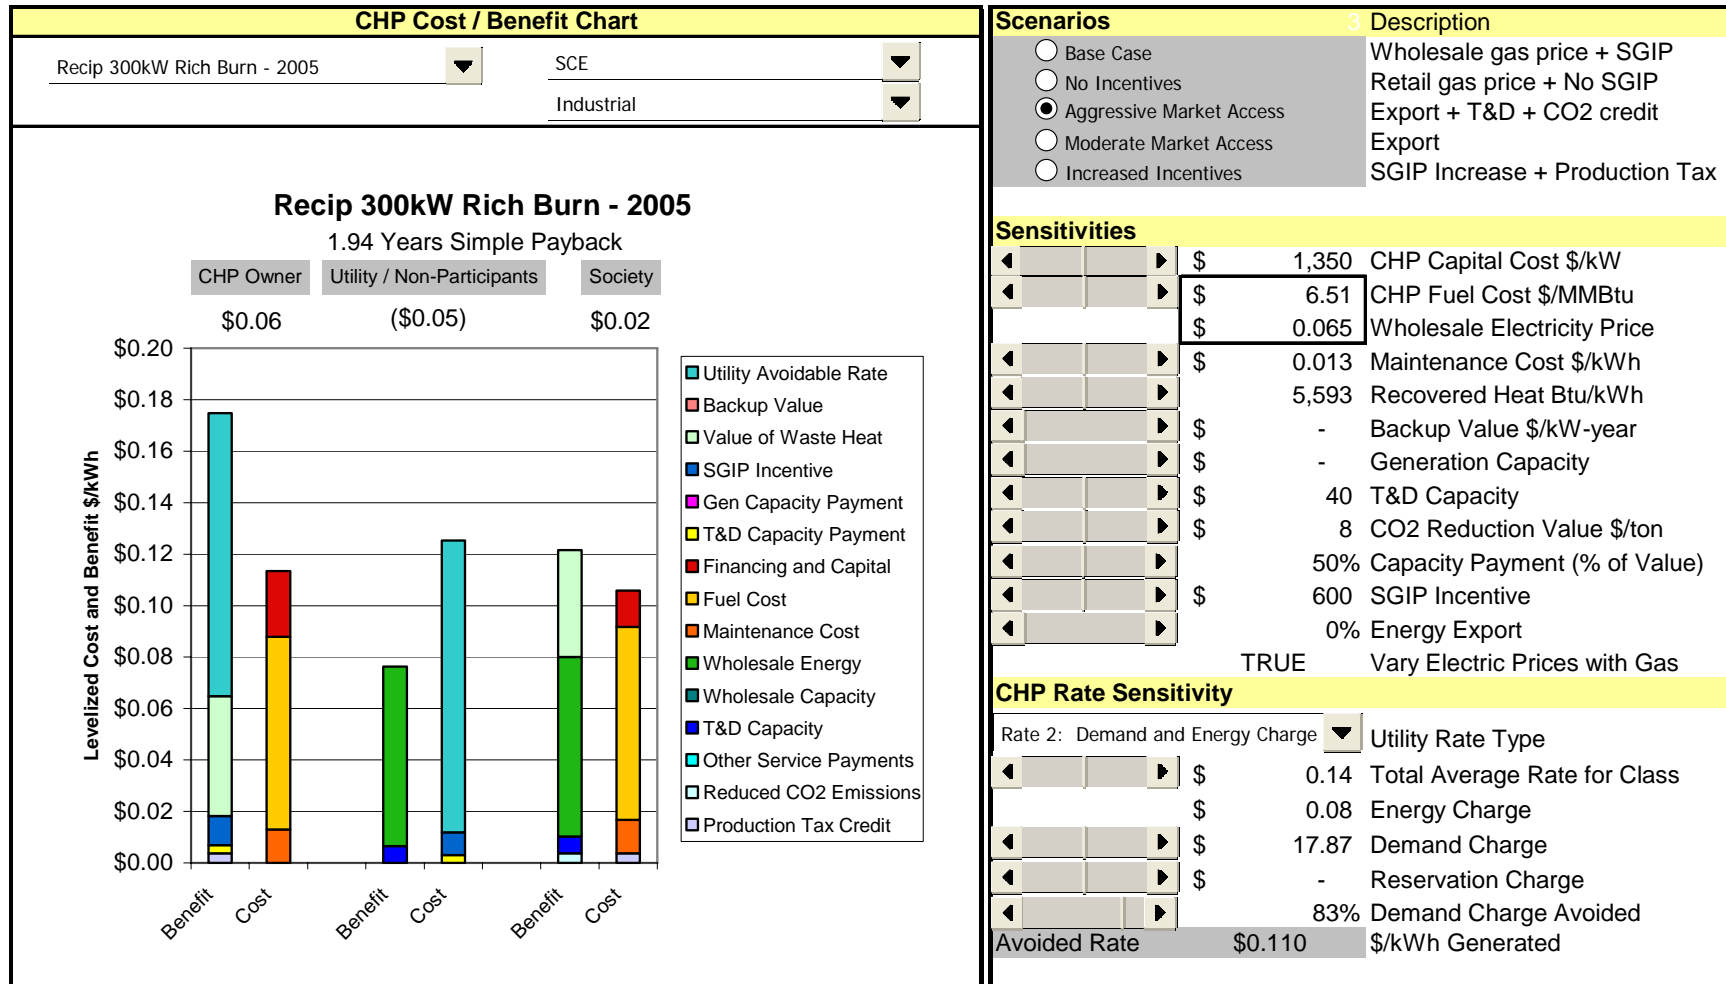 CHP Cost / Benefit Chart
Recip 300kW Rich Burn - 2005
SCE
Industrial
Recip 300kW Rich Burn - 2005
1.94 Years Simple Payback
CHP Owner Utility / Non-Participants Society
$0.06 ($0.05) $0.02
Levelized Cost and Benefit $/kWh
$0.20
$0.18
$0.16
$0.14
$0.12
$0.10
$0.08
$0.06
$0.04
$0.02
$0.00
Benefit Cost Benefit Cost Benefit Cost
Utility Avoidable Rate
Backup Value
Value of Waste Heat
SGIP Incentive
Gen Capacity Payment
T&D Capacity Payment
Financing and Capital
Fuel Cost
Maintenance Cost
Wholesale Energy
Wholesale Capacity
T&D Capacity
Other Service Payments
Reduced CO2 Emissions
Production Tax Credit
Scenarios 3 Description
Base Case Wholesale gas price + SGIP
No Incentives Retail gas price + No SGIP
Aggressive Market Access Export + T&D + CO2 credit
Moderate Market Access Export
Increased Incentives SGIP Increase + Production Tax
Sensitivities
$ 1,350 CHP Capital Cost $/kW
$ 6.51 CHP Fuel Cost $/MMBtu
$ 0.065 Wholesale Electricity Price
$ 0.013 Maintenance Cost $/kWh
5,593 Recovered Heat Btu/kWh
$ - Backup Value $/kW-year
$ - Generation Capacity
$ 40 T&D Capacity
$ 8 CO2 Reduction Value $/ton
50% Capacity Payment (% of Value)
$ 600 SGIP Incentive
0% Energy Export
TRUE Vary Electric Prices with Gas
CHP Rate Sensitivity
Rate 2: Demand and Energy Charge Utility Rate Type
$ 0.14 Total Average Rate for Class
$ 0.08 Energy Charge
$ 17.87 Demand Charge
$ - Reservation Charge
83% Demand Charge Avoided
Avoided Rate $0.110 $/kWh Generated